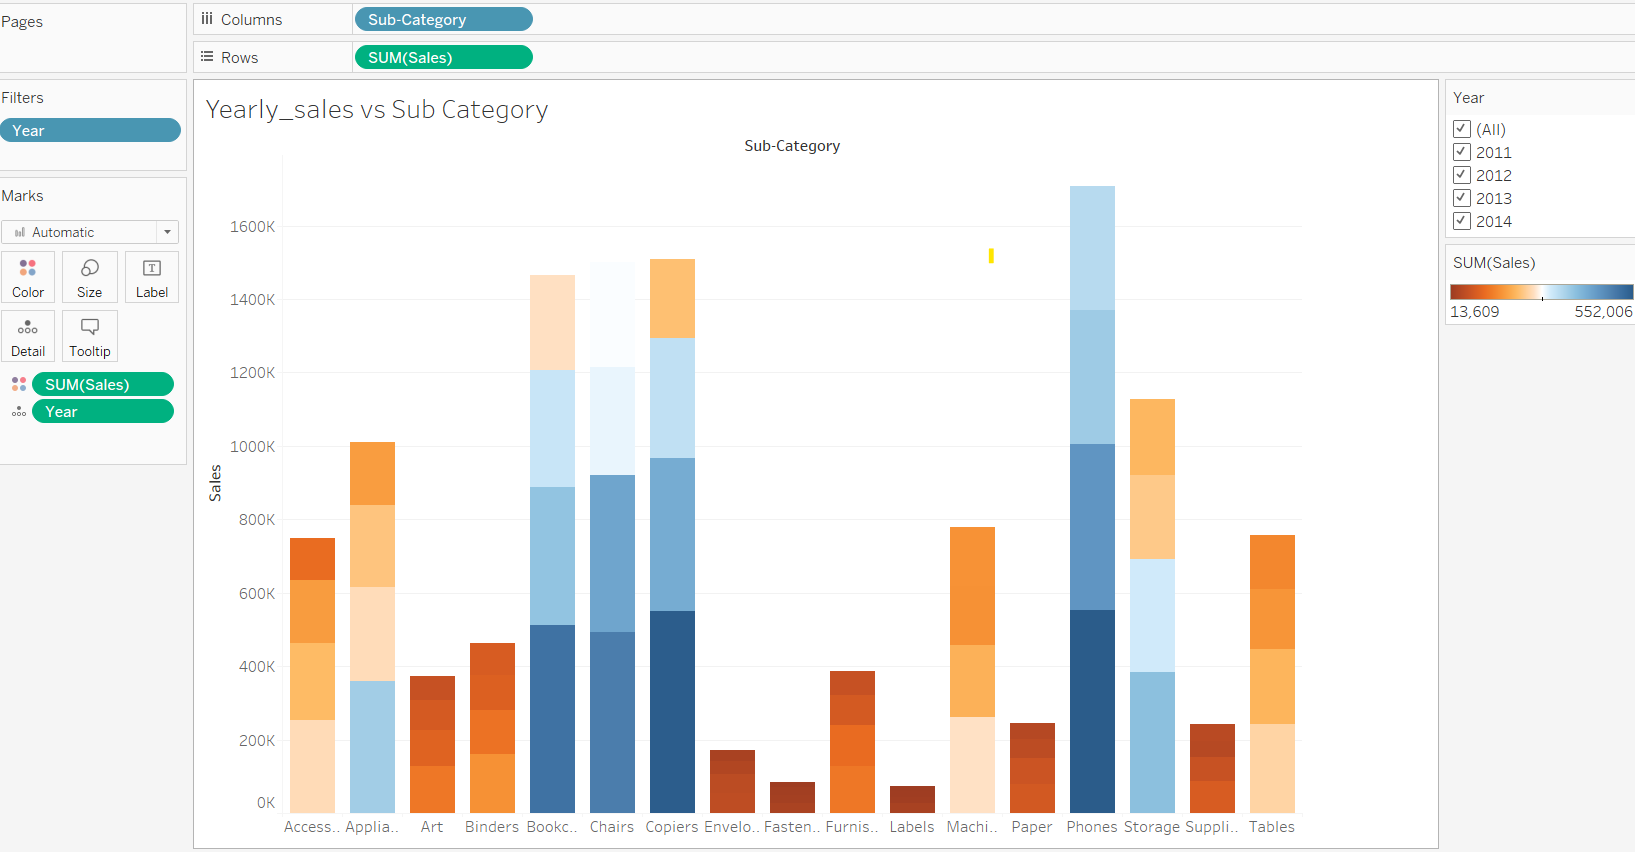 Pages
Columns
Sub-Category
Rows
SUM(Sales)
Filters
Year
Marks
Automatic
Color
Size
T
Label
Detail
Tooltip
SUM(Sales)
Year
Yearly_sales vs Sub Category
Sub-Category
Sales
1600K
1400K
1200K
1000K
800K
600K
400K
200K
0K
Access.. Applia.. Art Binders Bookc.. Chairs Copiers Envelo.. Fasten.. Furnis.. Labels Machi.. Paper Phones Storage Suppli.. Tables
Year
(All)
2011
2012
2013
2014
SUM(Sales)
13,609 552,006